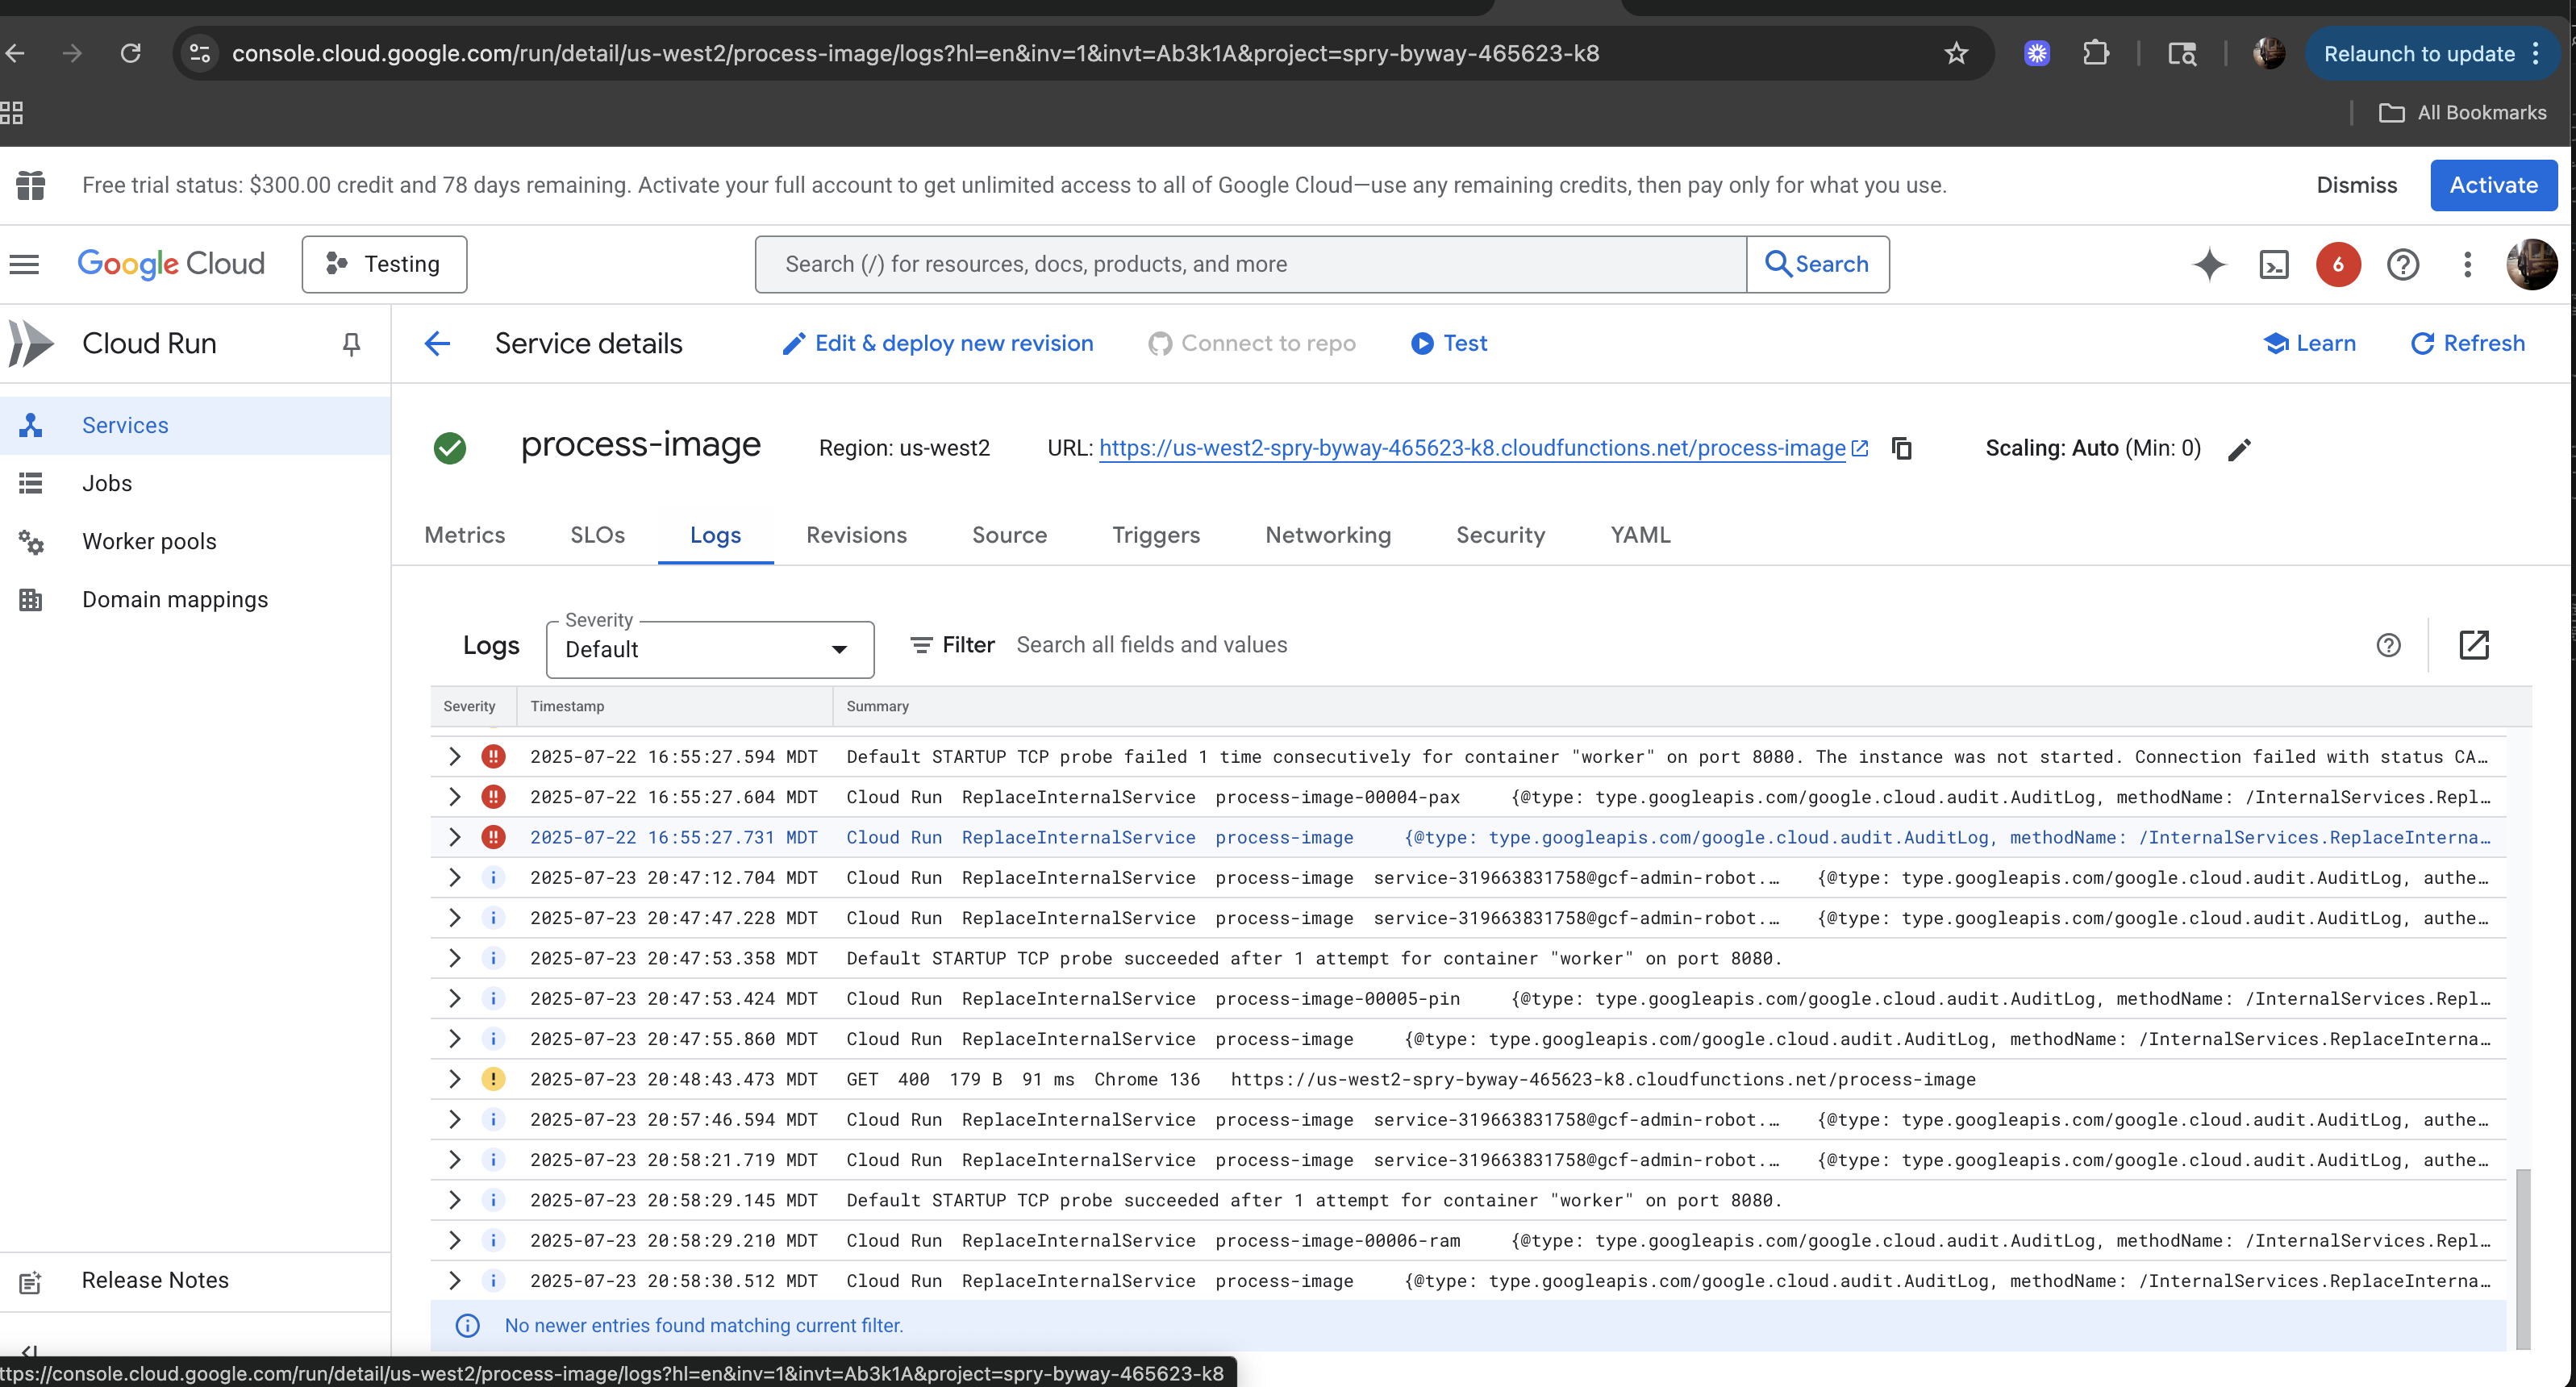 console.cloud.google.com/run/detail/us-west2/process-image/logs?hl=en&inv=1&invt=Ab3k1A&project=spry-byway-465623-k8
Relaunch to update
All Bookmarks
Free trial status: $300.00 credit and 78 days remaining. Activate your full account to get unlimited access to all of Google Cloud—use any remaining credits, then pay only for what you use.
Dismiss
Activate
Google Cloud
Testing
Search (/) for resources, docs, products, and more
Search
6
Cloud Run
Service details
Edit & deploy new revision
Connect to repo
Test
Learn
Refresh
Services
Jobs
Worker pools
Domain mappings
Release Notes
process-image
Region: us-west2
URL: https://us-west2-spry-byway-465623-k8.cloudfunctions.net/process-image
Scaling: Auto (Min: 0)
Metrics SLOs Logs Revisions Source Triggers Networking Security YAML
Logs
Severity
Default
Filter
Search all fields and values
Severity Timestamp Summary
2025-07-22 16:55:27.594 MDT Default STARTUP TCP probe failed 1 time consecutively for container "worker" on port 8080. The instance was not started. Connection failed with status CA…
2025-07-22 16:55:27.604 MDT Cloud Run ReplaceInternalService process-image-00004-pax {@type: type.googleapis.com/google.cloud.audit.AuditLog, methodName: /InternalServices.Repl…
2025-07-22 16:55:27.731 MDT Cloud Run ReplaceInternalService process-image {@type: type.googleapis.com/google.cloud.audit.AuditLog, methodName: /InternalServices.ReplaceInterna…
2025-07-23 20:47:12.704 MDT Cloud Run ReplaceInternalService process-image service-319663831758@gcf-admin-robot.… {@type: type.googleapis.com/google.cloud.audit.AuditLog, authe…
2025-07-23 20:47:47.228 MDT Cloud Run ReplaceInternalService process-image service-319663831758@gcf-admin-robot.… {@type: type.googleapis.com/google.cloud.audit.AuditLog, authe…
2025-07-23 20:47:53.358 MDT Default STARTUP TCP probe succeeded after 1 attempt for container "worker" on port 8080.
2025-07-23 20:47:53.424 MDT Cloud Run ReplaceInternalService process-image-00005-pin {@type: type.googleapis.com/google.cloud.audit.AuditLog, methodName: /InternalServices.Repl…
2025-07-23 20:47:55.860 MDT Cloud Run ReplaceInternalService process-image {@type: type.googleapis.com/google.cloud.audit.AuditLog, methodName: /InternalServices.ReplaceInterna…
2025-07-23 20:48:43.473 MDT GET 400 179 B 91 ms Chrome 136 https://us-west2-spry-byway-465623-k8.cloudfunctions.net/process-image
2025-07-23 20:57:46.594 MDT Cloud Run ReplaceInternalService process-image service-319663831758@gcf-admin-robot.… {@type: type.googleapis.com/google.cloud.audit.AuditLog, authe…
2025-07-23 20:58:21.719 MDT Cloud Run ReplaceInternalService process-image service-319663831758@gcf-admin-robot.… {@type: type.googleapis.com/google.cloud.audit.AuditLog, authe…
2025-07-23 20:58:29.145 MDT Default STARTUP TCP probe succeeded after 1 attempt for container "worker" on port 8080.
2025-07-23 20:58:29.210 MDT Cloud Run ReplaceInternalService process-image-00006-ram {@type: type.googleapis.com/google.cloud.audit.AuditLog, methodName: /InternalServices.Repl…
2025-07-23 20:58:30.512 MDT Cloud Run ReplaceInternalService process-image {@type: type.googleapis.com/google.cloud.audit.AuditLog, methodName: /InternalServices.ReplaceInterna…
No newer entries found matching current filter.
ttps://console.cloud.google.com/run/detail/us-west2/process-image/logs?hl=en&inv=1&invt=Ab3k1A&project=spry-byway-465623-k8